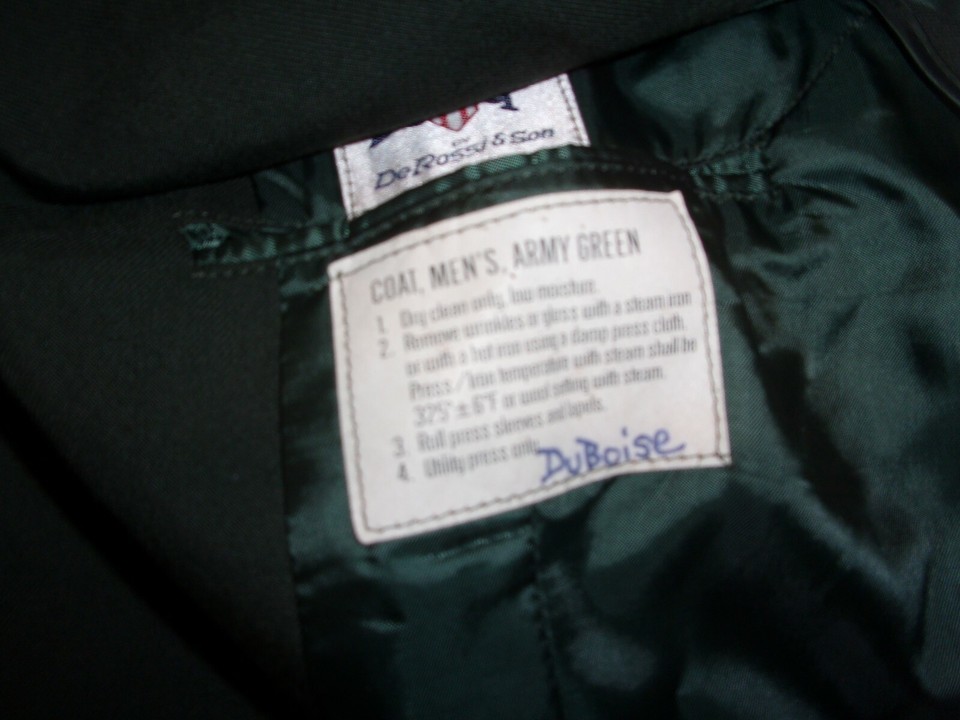 BY
DeRossi & Son
COAT, MEN'S, ARMY GREEN
1. Dry clean only, low moisture.
2. Remove wrinkles or gloss with a steam iron
or with a hot iron using a damp press cloth.
Press/Iron temperature with steam shall be
375°±6°F or wool setting with steam.
3. Roll press sleeves and lapels.
4. Utility press only.
DuBoise